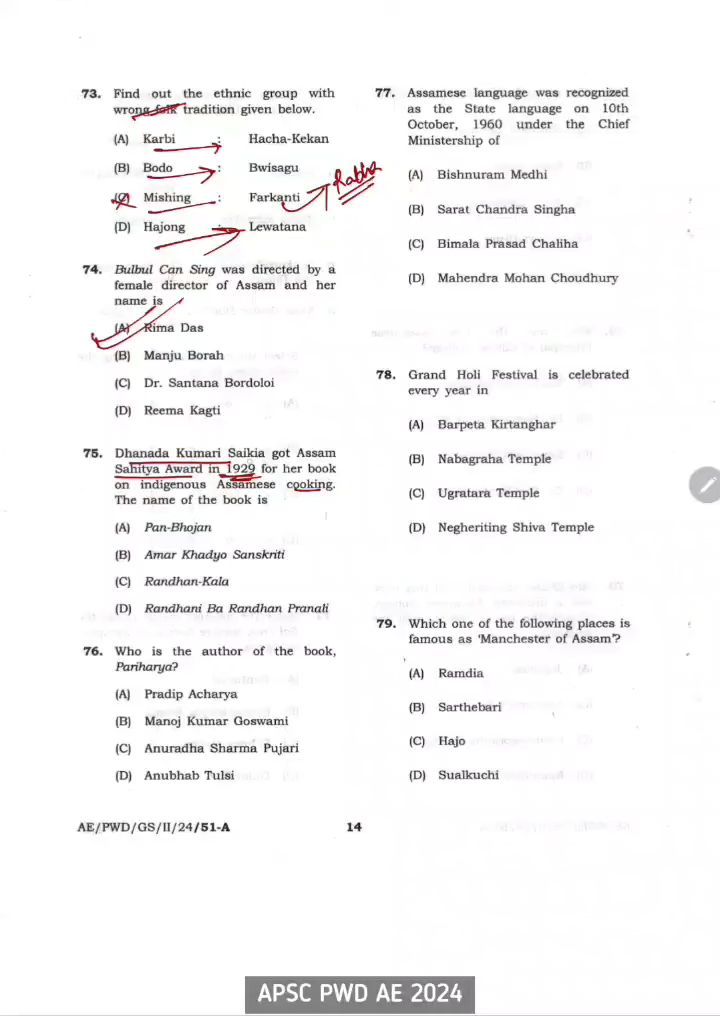 73. Find out the ethnic group with
wrong folk tradition given below.
(A) Karbi : Hacha-Kekan
(B) Bodo : Bwisagu
(C) Mishing : Farkanti
Rabha
(D) Hajong : Lewatana
74. Bulbul Can Sing was directed by a
female director of Assam and her
name is
(A) Rima Das
(B) Manju Borah
(C) Dr. Santana Bordoloi
(D) Reema Kagti
75. Dhanada Kumari Saikia got Assam
Sahitya Award in 1929 for her book
on indigenous Assamese cooking.
The name of the book is
(A) Pan-Bhojan
(B) Amar Khadyo Sanskriti
(C) Randhan-Kala
(D) Randhani Ba Randhan Pranali
76. Who is the author of the book,
Pariharya?
(A) Pradip Acharya
(B) Manoj Kumar Goswami
(C) Anuradha Sharma Pujari
(D) Anubhab Tulsi
77. Assamese language was recognized
as the State language on 10th
October, 1960 under the Chief
Ministership of
(A) Bishnuram Medhi
(B) Sarat Chandra Singha
(C) Bimala Prasad Chaliha
(D) Mahendra Mohan Choudhury
78. Grand Holi Festival is celebrated
every year in
(A) Barpeta Kirtanghar
(B) Nabagraha Temple
(C) Ugratara Temple
(D) Negheriting Shiva Temple
79. Which one of the following places is
famous as 'Manchester of Assam'?
(A) Ramdia
(B) Sarthebari
(C) Hajo
(D) Sualkuchi
AE/PWD/GS/II/24/51-A
14
APSC PWD AE 2024